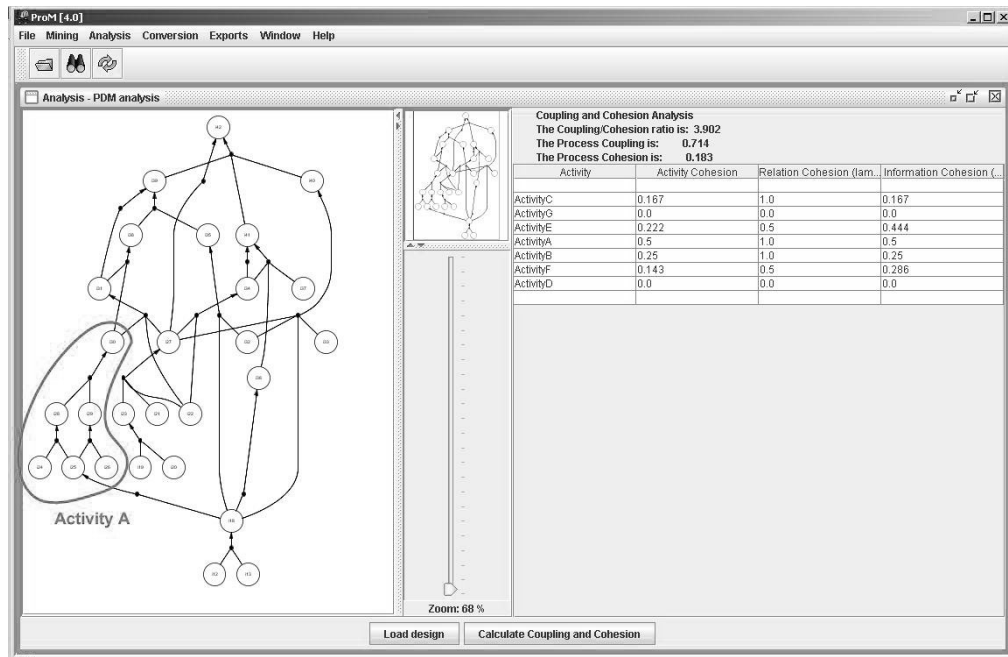 ProM [4.0]
File Mining Analysis Conversion Exports Window Help
Analysis - PDM analysis
Coupling and Cohesion Analysis
The Coupling/Cohesion ratio is: 3.902
The Process Coupling is: 0.714
The Process Cohesion is: 0.183
Activity Activity Cohesion Relation Cohesion (lam... Information Cohesion (...
ActivityC 0.167 1.0 0.167
ActivityG 0.0 0.0 0.0
ActivityE 0.222 0.5 0.444
ActivityA 0.5 1.0 0.5
ActivityB 0.25 1.0 0.25
ActivityF 0.143 0.5 0.286
ActivityD 0.0 0.0 0.0
Activity A
Zoom: 68 %
Load design Calculate Coupling and Cohesion